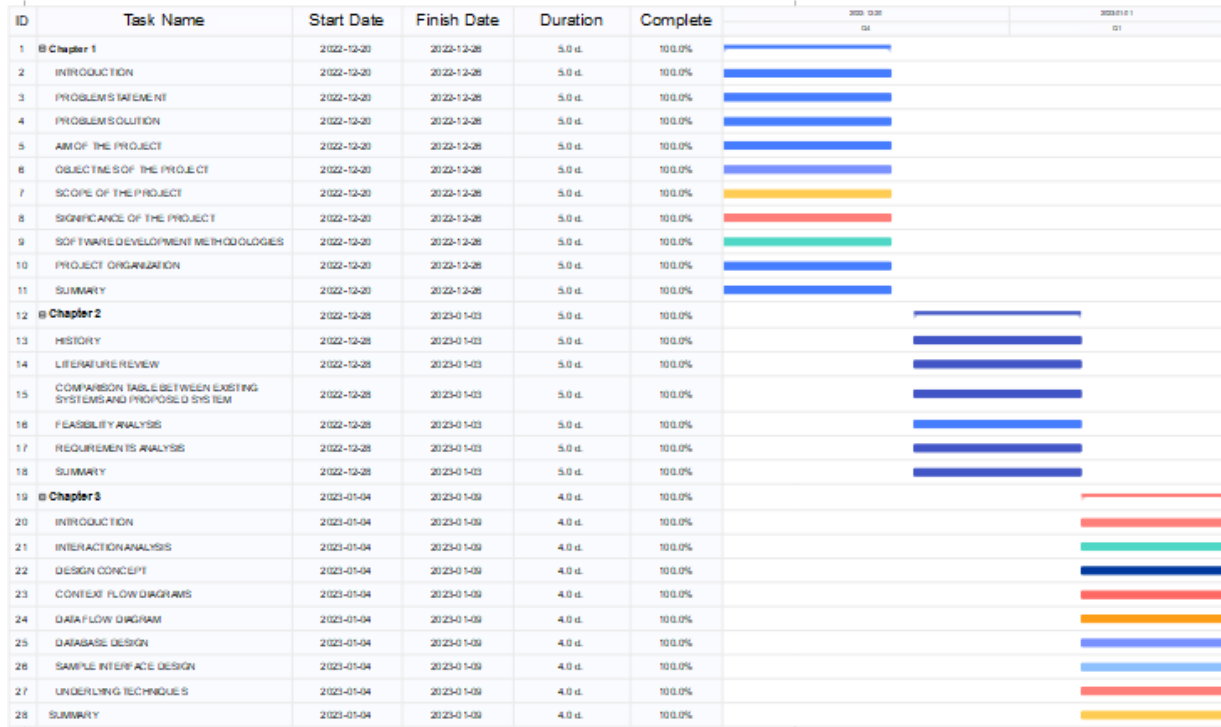 ID Task Name Start Date Finish Date Duration Complete 2022-12-20 2023-01-01
Q4 Q1
1 Chapter 1 2022-12-20 2022-12-26 5.0 d. 100.0%
2 INTRODUCTION 2022-12-20 2022-12-26 5.0 d. 100.0%
3 PROBLEM STATEMENT 2022-12-20 2022-12-26 5.0 d. 100.0%
4 PROBLEM SOLUTION 2022-12-20 2022-12-26 5.0 d. 100.0%
5 AIM OF THE PROJECT 2022-12-20 2022-12-26 5.0 d. 100.0%
6 OBJECTIVES OF THE PROJECT 2022-12-20 2022-12-26 5.0 d. 100.0%
7 SCOPE OF THE PROJECT 2022-12-20 2022-12-26 5.0 d. 100.0%
8 SIGNIFICANCE OF THE PROJECT 2022-12-20 2022-12-26 5.0 d. 100.0%
9 SOFTWARE DEVELOPMENT METHODOLOGIES 2022-12-20 2022-12-26 5.0 d. 100.0%
10 PROJECT ORGANIZATION 2022-12-20 2022-12-26 5.0 d. 100.0%
11 SUMMARY 2022-12-20 2022-12-26 5.0 d. 100.0%
12 Chapter 2 2022-12-28 2023-01-03 5.0 d. 100.0%
13 HISTORY 2022-12-28 2023-01-03 5.0 d. 100.0%
14 LITERATURE REVIEW 2022-12-28 2023-01-03 5.0 d. 100.0%
15 COMPARISON TABLE BETWEEN EXISTING
SYSTEMS AND PROPOSED SYSTEM 2022-12-28 2023-01-03 5.0 d. 100.0%
16 FEASIBILITY ANALYSIS 2022-12-28 2023-01-03 5.0 d. 100.0%
17 REQUIREMENTS ANALYSIS 2022-12-28 2023-01-03 5.0 d. 100.0%
18 SUMMARY 2022-12-28 2023-01-03 5.0 d. 100.0%
19 Chapter 3 2023-01-04 2023-01-09 4.0 d. 100.0%
20 INTRODUCTION 2023-01-04 2023-01-09 4.0 d. 100.0%
21 INTERACTION ANALYSIS 2023-01-04 2023-01-09 4.0 d. 100.0%
22 DESIGN CONCEPT 2023-01-04 2023-01-09 4.0 d. 100.0%
23 CONTEXT FLOW DIAGRAMS 2023-01-04 2023-01-09 4.0 d. 100.0%
24 DATA FLOW DIAGRAM 2023-01-04 2023-01-09 4.0 d. 100.0%
25 DATABASE DESIGN 2023-01-04 2023-01-09 4.0 d. 100.0%
26 SAMPLE INTERFACE DESIGN 2023-01-04 2023-01-09 4.0 d. 100.0%
27 UNDERLYING TECHNIQUES 2023-01-04 2023-01-09 4.0 d. 100.0%
28 SUMMARY 2023-01-04 2023-01-09 4.0 d. 100.0%